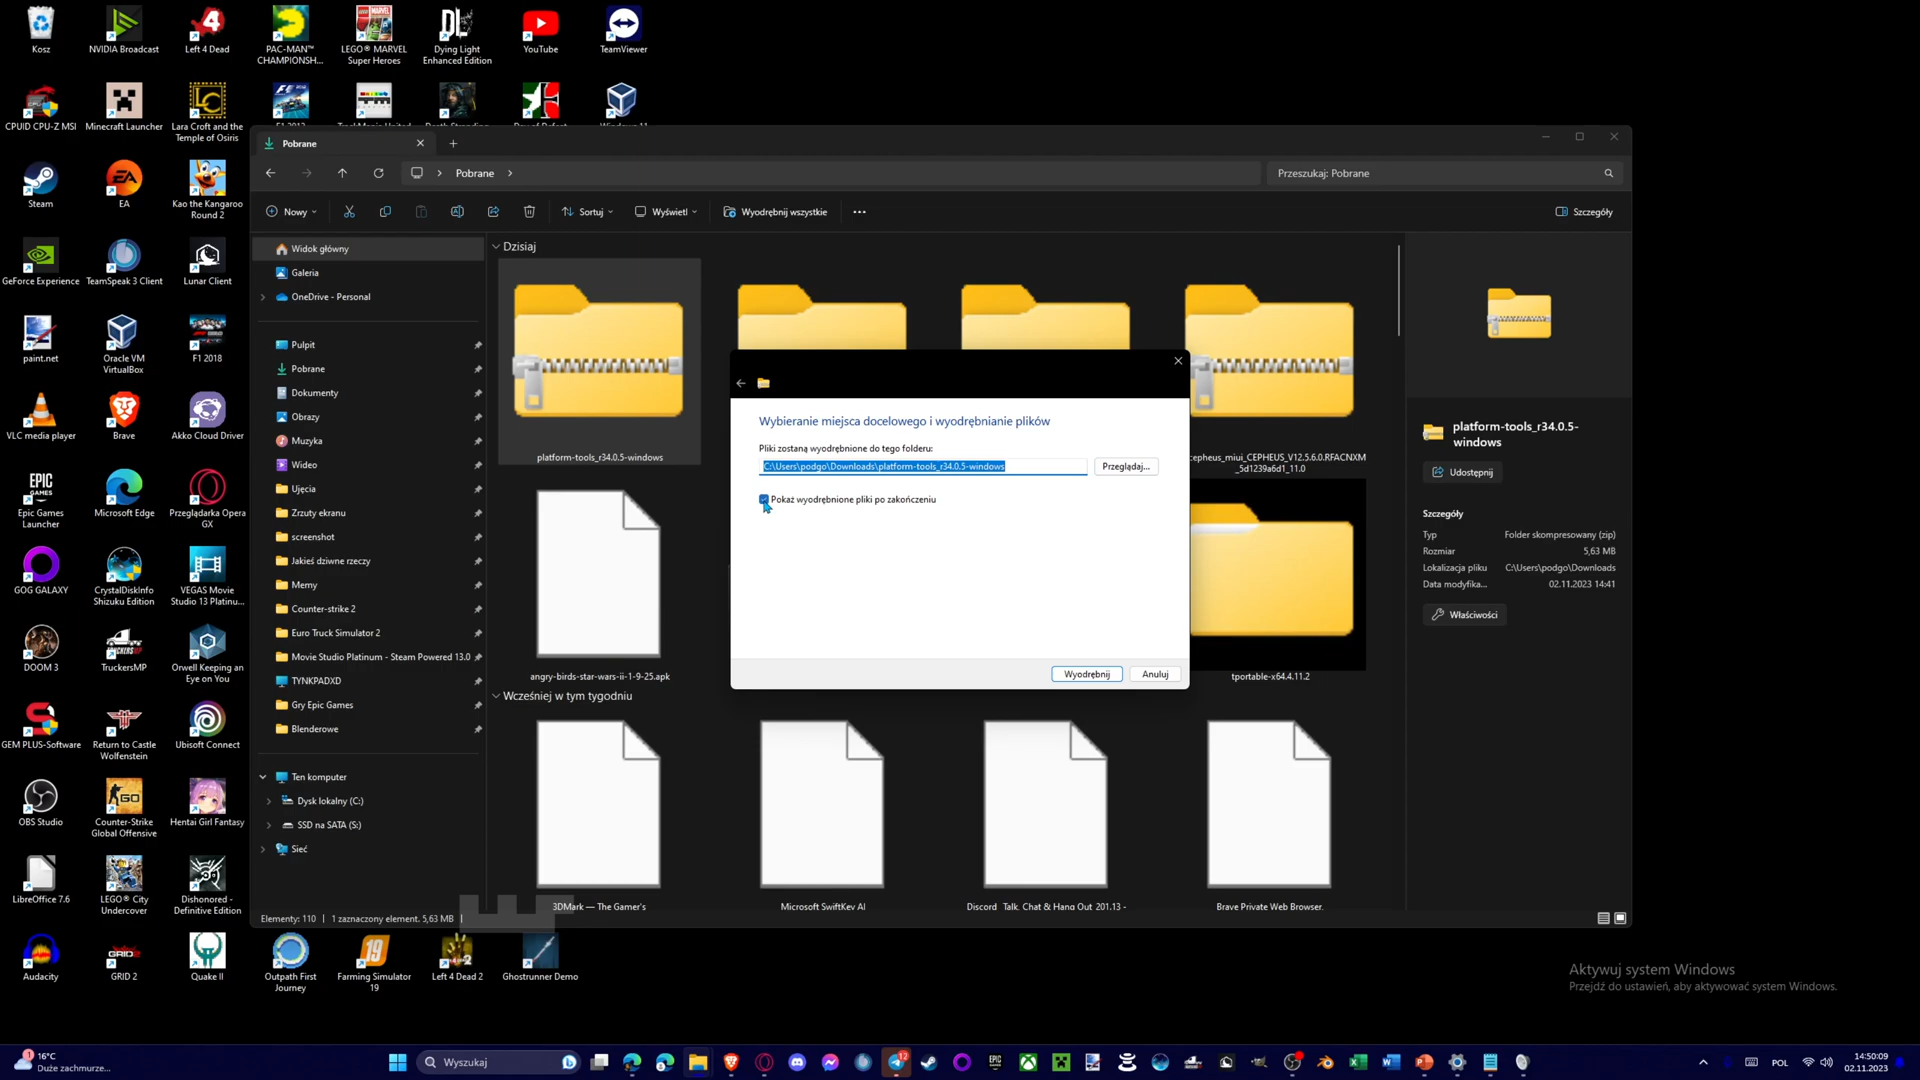 Kosz
NVIDIA Broadcast
Left 4 Dead
PAC-MAN™
CHAMPIONSH...
LEGO® MARVEL
Super Heroes
Dying Light
Enhanced Edition
YouTube
TeamViewer
CPUID CPU-Z MSI
Minecraft Launcher
Lara Croft and the
Temple of Osiris
Steam
EA
Kao the Kangaroo
Round 2
GeForce Experience
TeamSpeak 3 Client
Lunar Client
paint.net
Oracle VM
VirtualBox
F1 2018
VLC media player
Brave
Akko Cloud Driver
Epic Games
Launcher
Microsoft Edge
Przeglądarka Opera
GX
GOG GALAXY
CrystalDiskInfo
Shizuku Edition
VEGAS Movie
Studio 13 Platinu...
DOOM 3
TruckersMP
Orwell Keeping an
Eye on You
GEM PLUS-Software
Return to Castle
Wolfenstein
Ubisoft Connect
OBS Studio
Counter-Strike
Global Offensive
Hentai Girl Fantasy
LibreOffice 7.6
LEGO® City
Undercover
Dishonored -
Definitive Edition
Audacity
GRID 2
Quake II
Outpath First
Journey
Farming Simulator
19
Left 4 Dead 2
Ghostrunner Demo
Pobrane
Pobrane
Przeszukaj: Pobrane
Nowy
Sortuj
Wyświetl
Wyodrębnij wszystkie
Szczegóły
Widok główny
Galeria
OneDrive - Personal
Pulpit
Pobrane
Dokumenty
Obrazy
Muzyka
Wideo
Ujęcia
Zrzuty ekranu
screenshot
Jakieś dziwne rzeczy
Memy
Counter-strike 2
Euro Truck Simulator 2
Movie Studio Platinum - Steam Powered 13.0
TYNKPADXD
Gry Epic Games
Blenderowe
Ten komputer
Dysk lokalny (C:)
SSD na SATA (S:)
Sieć
Dzisiaj
platform-tools_r34.0.5-windows
cepheus_miui_CEPHEUS_V12.5.6.0.RFACNXM
_5d1239a6d1_11.0
angry-birds-star-wars-ii-1-9-25.apk
tportable-x64.4.11.2
Wcześniej w tym tygodniu
3DMark — The Gamer's
Microsoft SwiftKey AI
Discord_Talk, Chat & Hang Out_201.13 -
Brave Private Web Browser,
Wybieranie miejsca docelowego i wyodrębnianie plików
Pliki zostaną wyodrębnione do tego folderu:
C:\Users\podgo\Downloads\platform-tools_r34.0.5-windows
Przeglądaj...
Pokaż wyodrębnione pliki po zakończeniu
Wyodrębnij
Anuluj
platform-tools_r34.0.5-
windows
Udostępnij
Szczegóły
Typ Folder skompresowany (zip)
Rozmiar 5,63 MB
Lokalizacja pliku C:\Users\podgo\Downloads
Data modyfika... 02.11.2023 14:41
Właściwości
Elementy: 110
1 zaznaczony element. 5,63 MB
Aktywuj system Windows
Przejdź do ustawień, aby aktywować system Windows.
16°C
Duże zachmurze...
Wyszukaj
12
POL
14:50:09
02.11.2023